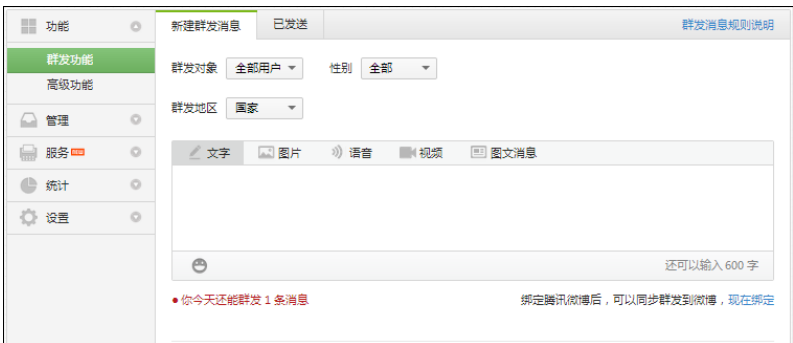 功能
群发功能
高级功能
管理
服务
统计
设置
新建群发消息 已发送 群发消息规则说明
群发对象 全部用户 性别 全部
群发地区 国家
文字 图片 语音 视频 图文消息
还可以输入 600 字
● 你今天还能群发 1 条消息 绑定腾讯微博后，可以同步群发到微博，现在绑定